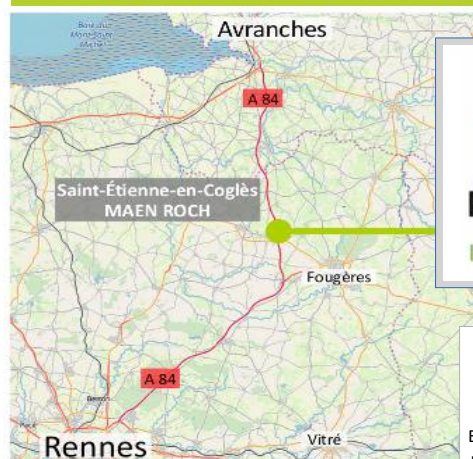 Avranches
A 84
Saint-Étienne-en-Coglès
MAEN ROCH
Fougères
A 84
Rennes
Vitré